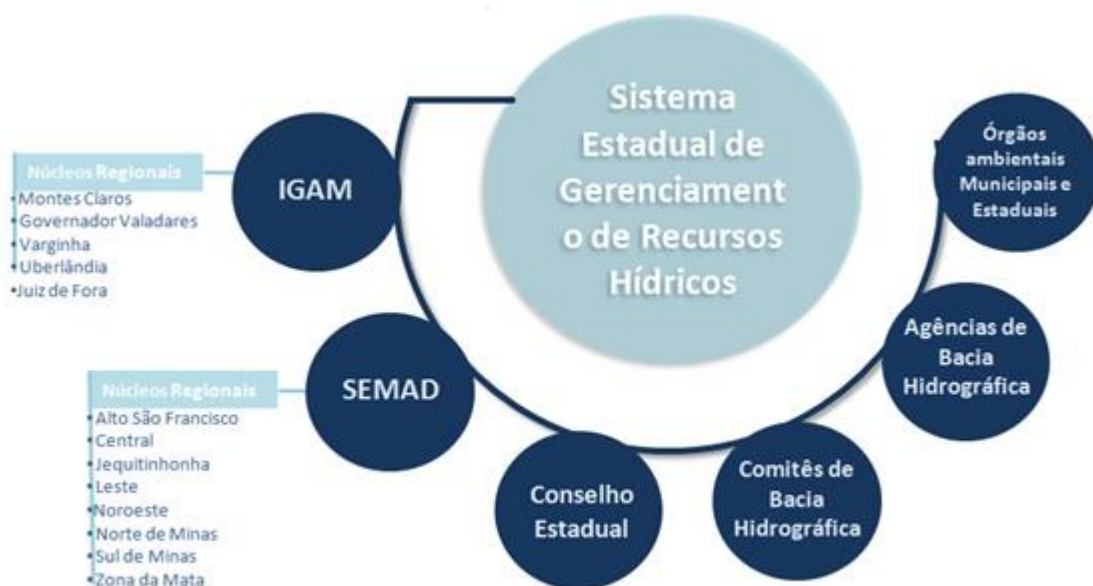 Sistema
Estadual de
Gerenciament
o de Recursos
Hídricos
IGAM
Núcleos Regionais
•Montes Claros
•Governador Valadares
•Varginha
•Uberlândia
•Juiz de Fora
SEMAD
Núcleos Regionais
•Alto São Francisco
•Central
•Jequitinhonha
•Leste
•Noroeste
•Norte de Minas
•Sul de Minas
•Zona da Mata
Conselho
Estadual
Comitês de
Bacia
Hidrográfica
Agências de
Bacia
Hidrográfica
Órgãos
ambientais
Municipais e
Estaduais